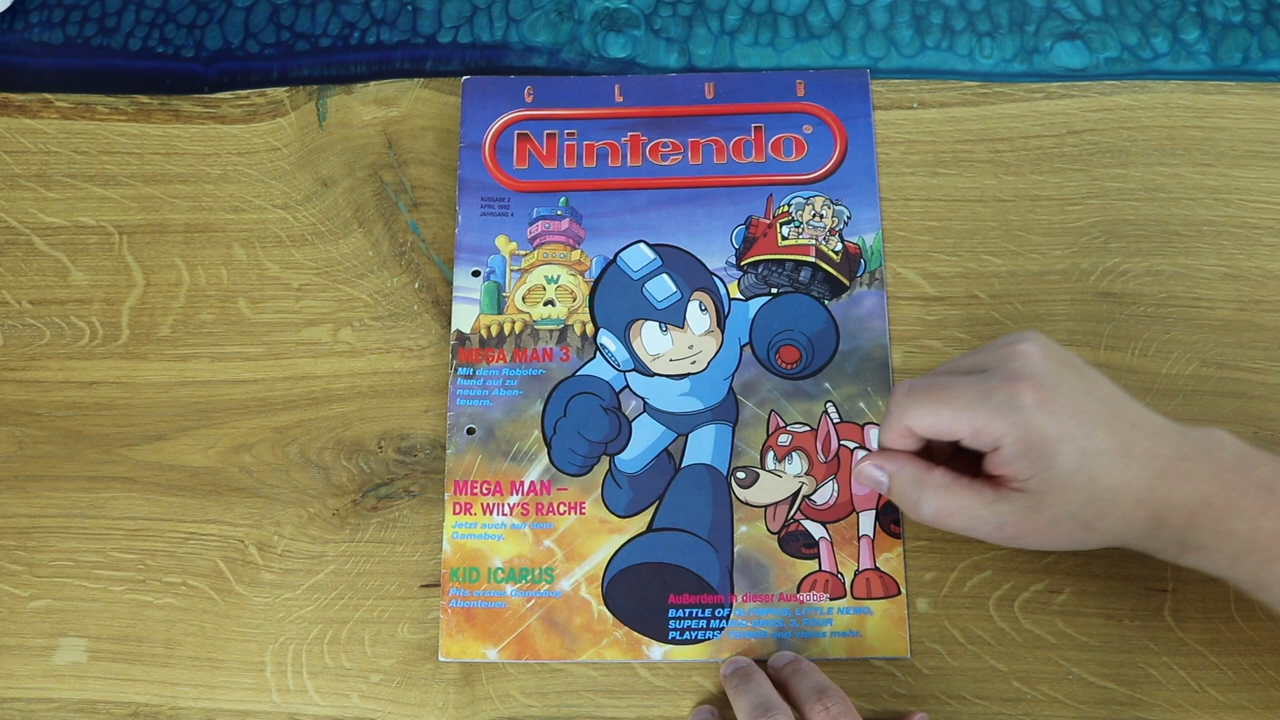 CLUB
Nintendo®
AUSGABE 2
APRIL 1992
JAHRGANG 4
W
MEGA MAN 3
Mit dem Roboter-
hund auf zu
neuen Aben-
teuern.
MEGA MAN –
DR. WILY'S RACHE
Jetzt auch auf dem
Gameboy.
KID ICARUS
Pits erstes Gameboy
Abenteuer.
Außerdem in dieser Ausgabe:
BATTLE OF OLYMPUS, LITTLE NEMO,
SUPER MARIO BROS. 3, FOUR
PLAYERS' TENNIS und vieles mehr.